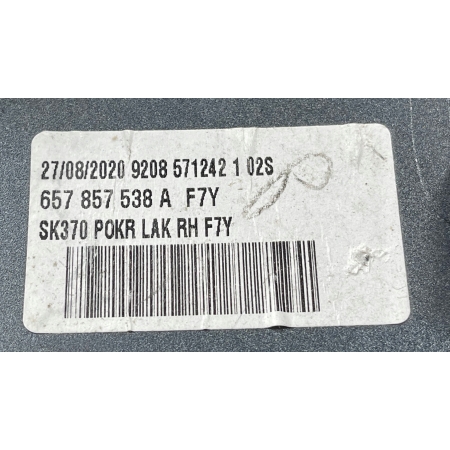 27/08/2020 9208 571242 1 02S
657 857 538 A F7Y
SK370 POKR LAK RH F7Y